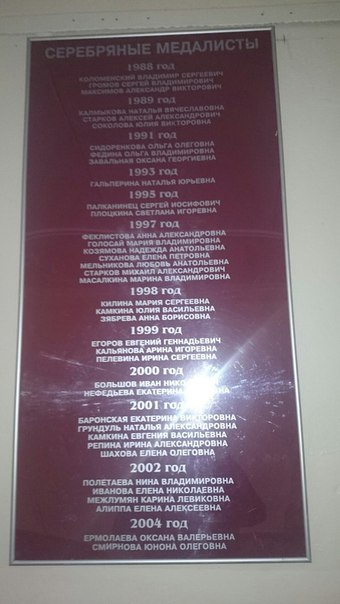 СЕРЕБРЯНЫЕ МЕДАЛИСТЫ
1988 год
КОЛЮМЕНСКИЙ ВЛАДИМИР СЕРГЕЕВИЧ
ГРОМОВ СЕРГЕЙ ВЛАДИМИРОВИЧ
МАКСИМОВ АЛЕКСАНДР ВИКТОРОВИЧ
1989 год
КАЛМЫКОВА НАТАЛЬЯ ВЯЧЕСЛАВОВНА
СТАРКОВ АЛЕКСЕЙ АЛЕКСАНДРОВИЧ
СОКОЛОВА ЮЛИЯ ВИКТОРОВНА
1991 год
СИДОРЕНКОВА ОЛЬГА ОЛЕГОВНА
ФЕДИНА ОЛЬГА ВЛАДИМИРОВНА
ЗАВАЛЬНАЯ ОКСАНА ГЕОРГИЕВНА
1993 год
ГАЛЬПЕРИНА НАТАЛЬЯ ЮРЬЕВНА
1995 год
ПАЛКАНИНЕЦ СЕРГЕЙ ИОСИФОВИЧ
ПЛОЦКИНА СВЕТЛАНА ИГОРЕВНА
1997 год
ФЕКЛИСТОВА АННА АЛЕКСАНДРОВНА
ГОЛОСАЙ МАРИЯ ВЛАДИМИРОВНА
КОЗЯМОВА НАДЕЖДА АНАТОЛЬЕВНА
СУХАНОВА ЕЛЕНА ПЕТРОВНА
МЕЛЬНИКОВА ЛЮБОВЬ АНАТОЛЬЕВНА
СТАРКОВ МИХАИЛ АЛЕКСАНДРОВИЧ
МАСАЛКИНА МАРИНА ВЛАДИМИРОВНА
1998 год
КИЛИНА МАРИЯ СЕРГЕЕВНА
КАМКИНА ЮЛИЯ ВАСИЛЬЕВНА
ЗЯБРЕВА АННА БОРИСОВНА
1999 год
ЕГОРОВ ЕВГЕНИЙ ГЕННАДЬЕВИЧ
КАЛЬЯНОВА АРИНА ИГОРЕВНА
ПЕЛЕВИНА ИРИНА СЕРГЕЕВНА
2000 год
БОЛЬШОВ ИВАН
НЕФЕДЬЕВА ЕКАТЕРИНА
2001 год
БАРОНСКАЯ ЕКАТЕРИНА ВИКТОРОВНА
ГРУНДУЛЬ НАТАЛЬЯ АЛЕКСАНДРОВНА
КАМКИНА ЕВГЕНИЯ ВАСИЛЬЕВНА
РЕПИНА ИРИНА АЛЕКСАНДРОВНА
ШАХОВА ЕЛЕНА ОЛЕГОВНА
2002 год
ПОЛЕТАЕВА НИНА ВЛАДИМИРОВНА
ИВАНОВА ЕЛЕНА НИКОЛАЕВНА
МЕЖЛУМЯН КАРИНА ЛЕВИКОВНА
АЛИППА ЕЛЕНА АЛЕКСЕЕВНА
2004 год
ЕРМОЛАЕВА ОКСАНА ВАЛЕРЬЕВНА
СМИРНОВА ЮНОНА ОЛЕГОВНА